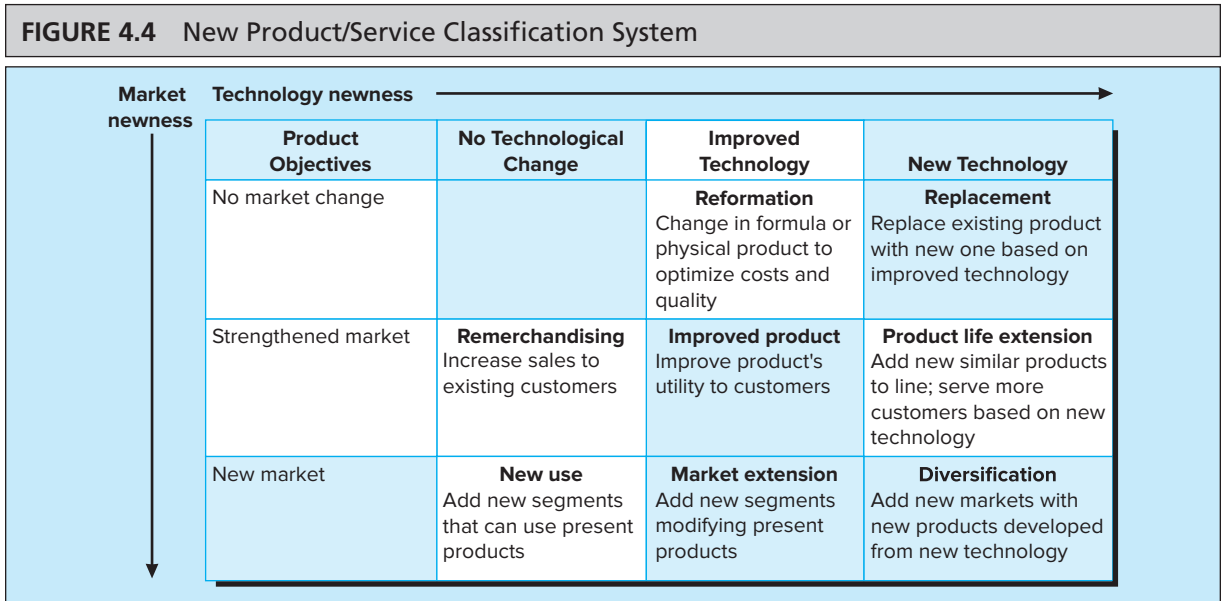 FIGURE 4.4 New Product/Service Classification System
Market
newness
Technology newness
Product
Objectives
No Technological
Change
Improved
Technology
New Technology
No market change
Reformation
Change in formula or
physical product to
optimize costs and
quality
Replacement
Replace existing product
with new one based on
improved technology
Strengthened market
Remerchandising
Increase sales to
existing customers
Improved product
Improve product's
utility to customers
Product life extension
Add new similar products
to line; serve more
customers based on new
technology
New market
New use
Add new segments
that can use present
products
Market extension
Add new segments
modifying present
products
Diversification
Add new markets with
new products developed
from new technology